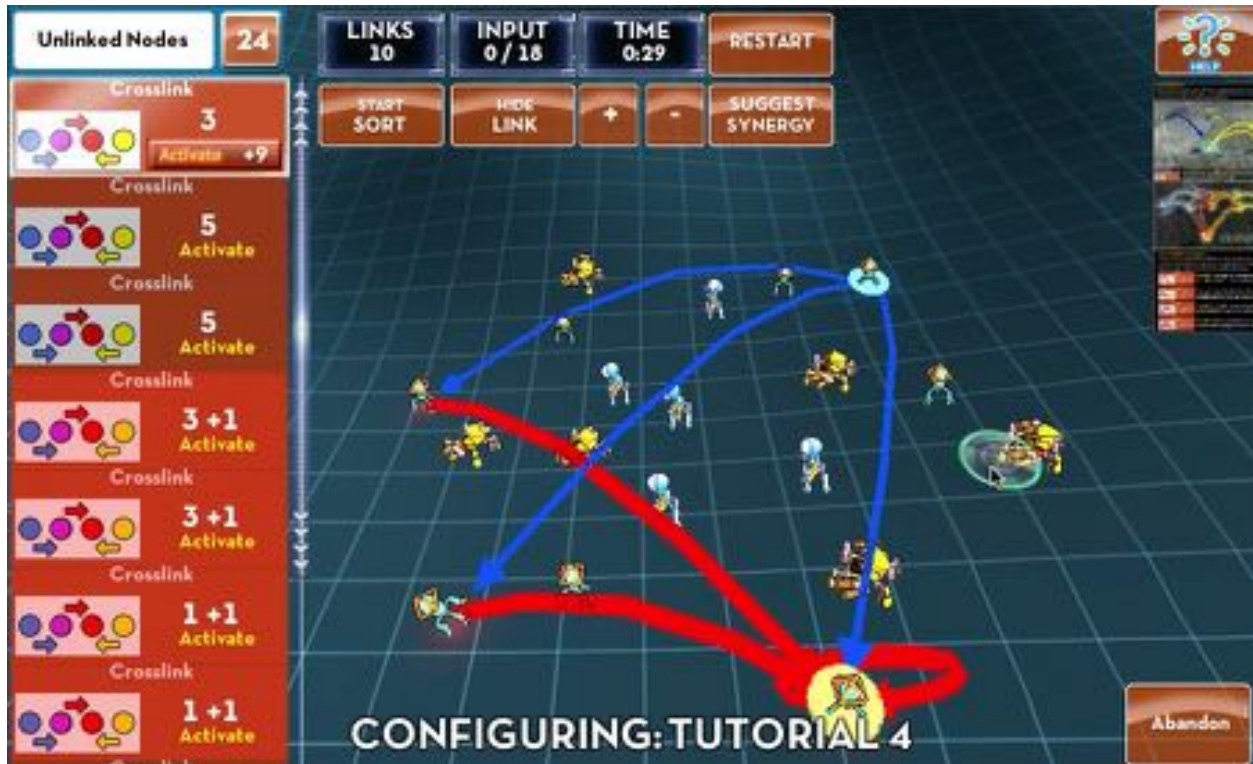 Unlinked Nodes
24
LINKS
10
INPUT
0 / 18
TIME
0:29
RESTART
HELP
START
SORT
HIDE
LINK
+
-
SUGGEST
SYNERGY
Crosslink
3
Activate +9
Crosslink
5
Activate
Crosslink
5
Activate
Crosslink
3 +1
Activate
Crosslink
3 +1
Activate
Crosslink
1 +1
Activate
Crosslink
1 +1
Activate
CONFIGURING: TUTORIAL 4
Abandon